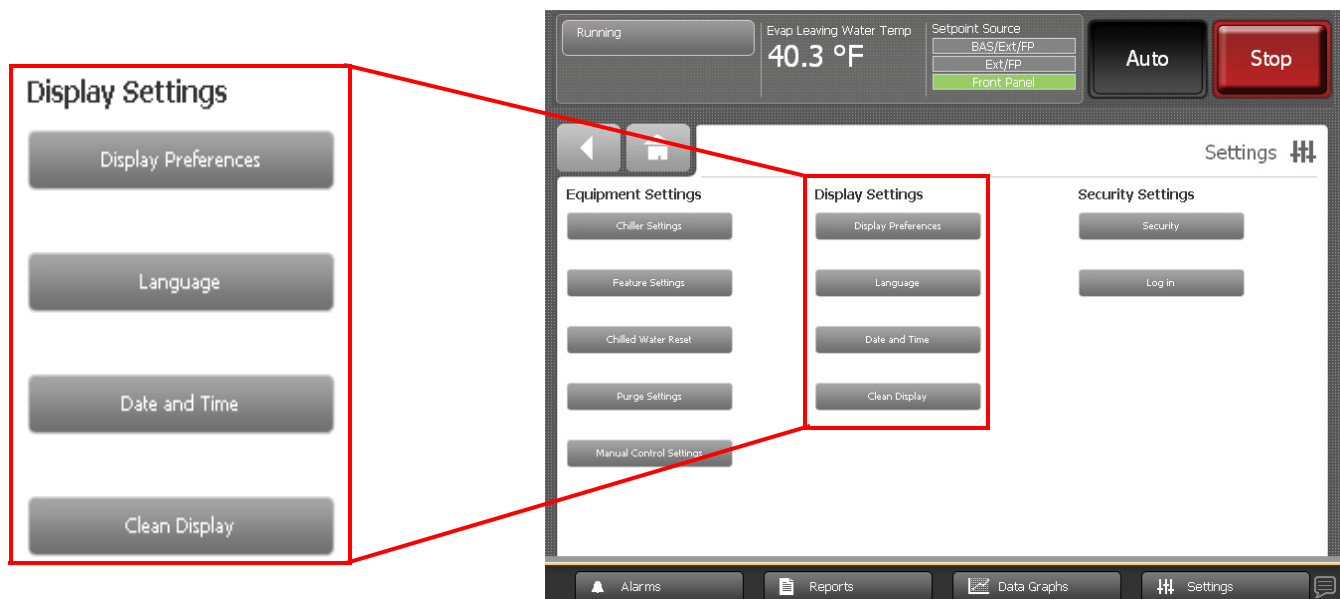 Display Settings
Display Preferences
Language
Date and Time
Clean Display
Running
Evap Leaving Water Temp
40.3 °F
Setpoint Source
BAS/Ext/FP
Ext/FP
Front Panel
Auto
Stop
Settings
Equipment Settings
Chiller Settings
Feature Settings
Chilled Water Reset
Purge Settings
Manual Control Settings
Display Settings
Display Preferences
Language
Date and Time
Clean Display
Security Settings
Security
Log in
Alarms
Reports
Data Graphs
Settings